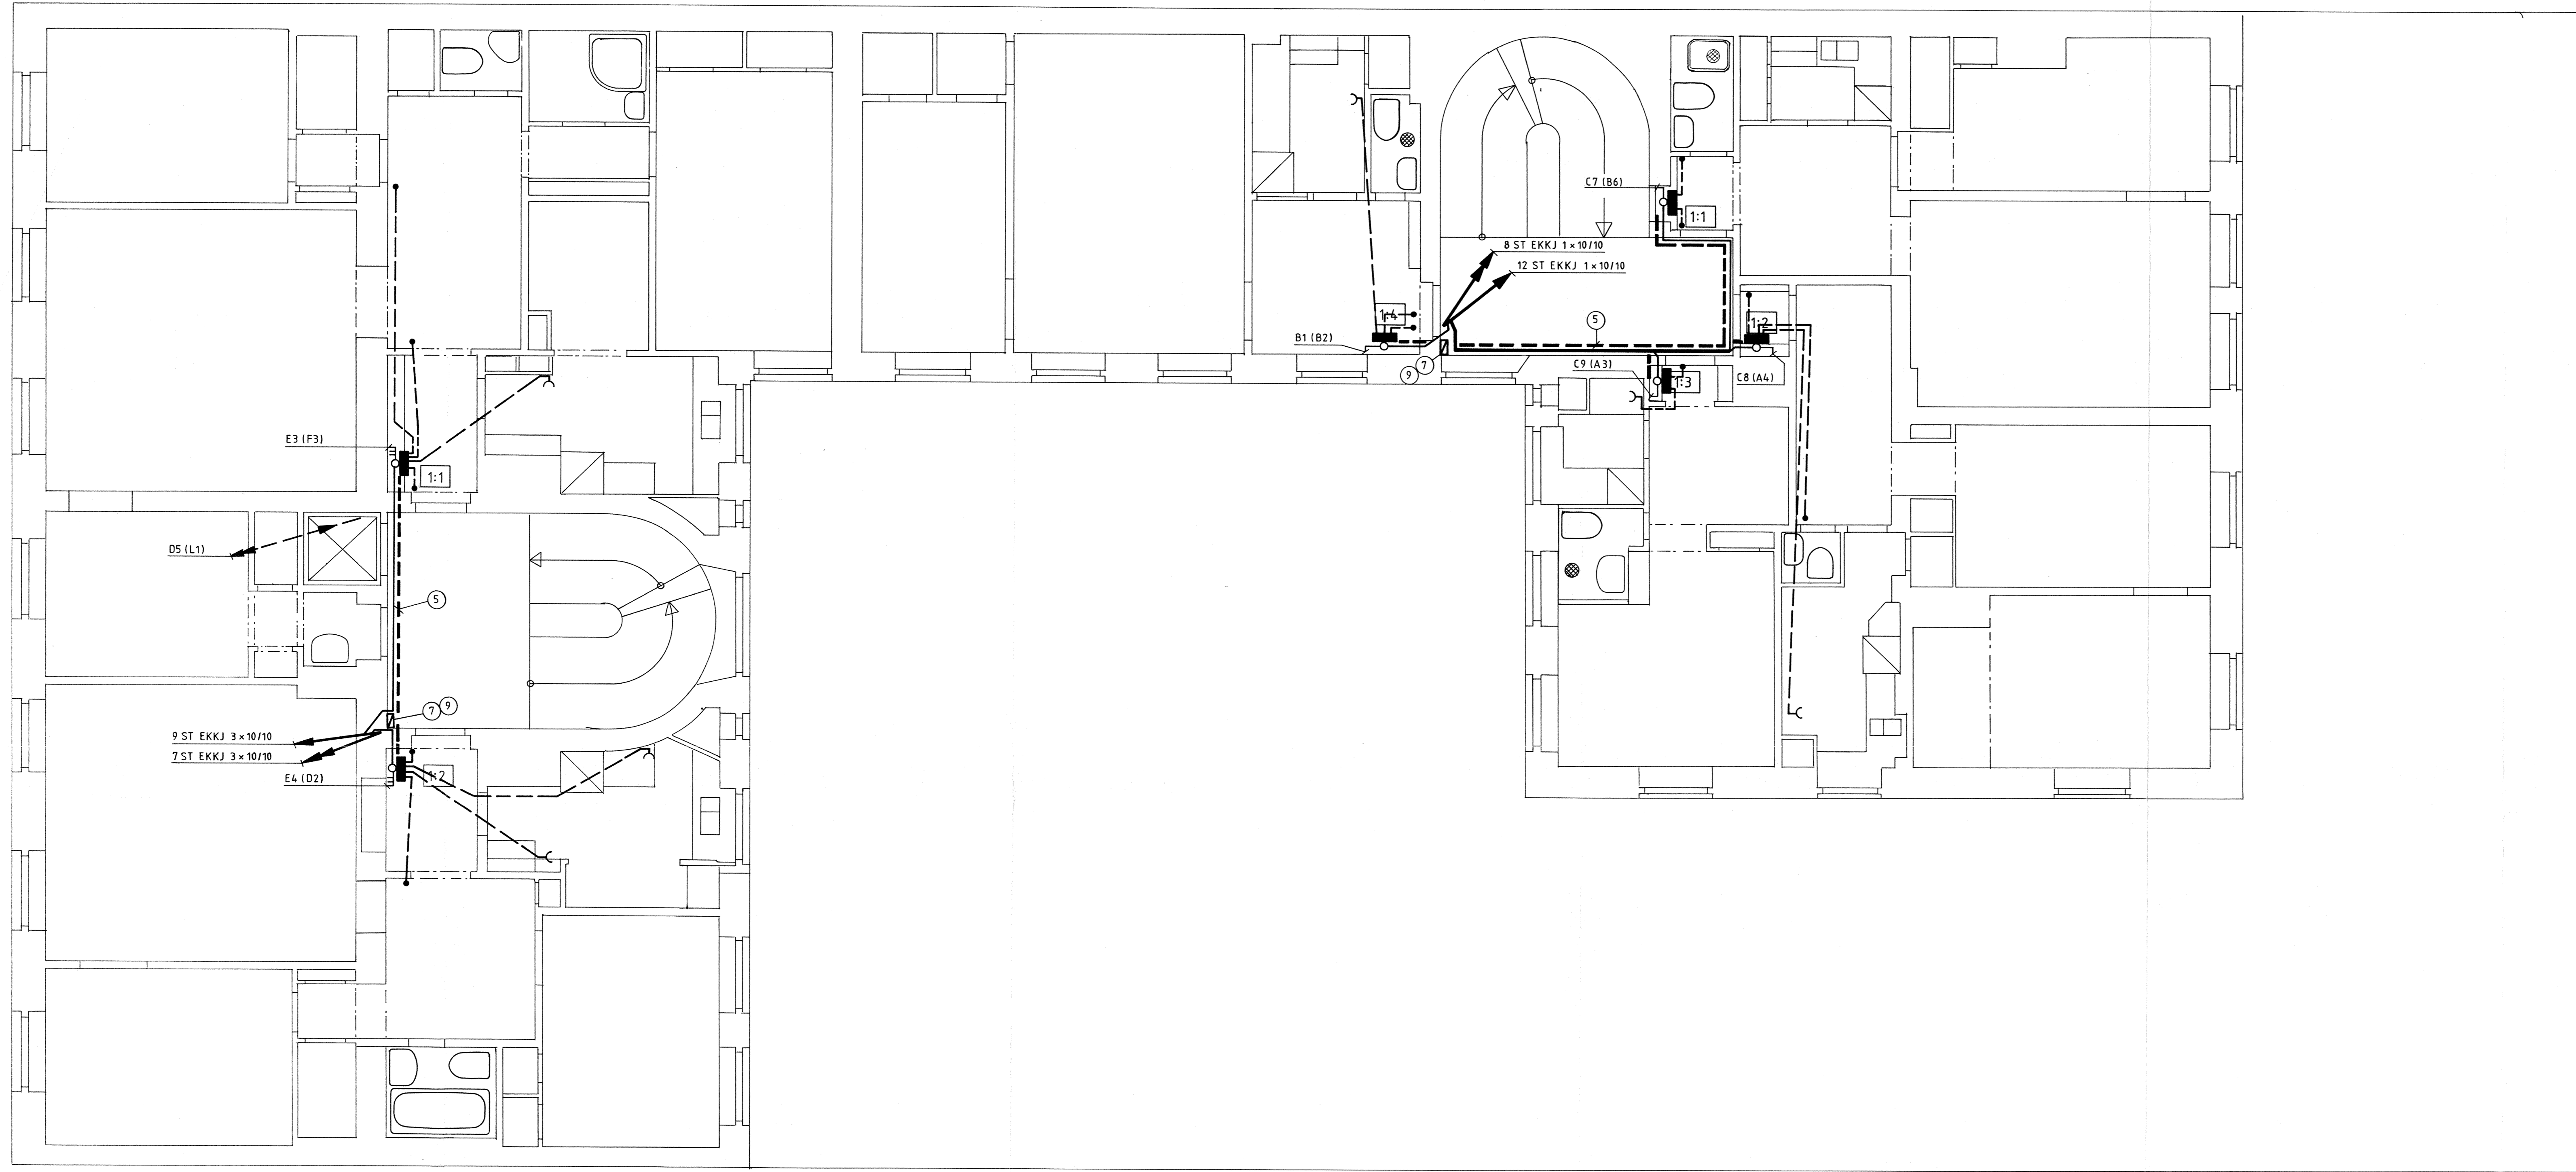 C7 (B6)
1:1
8 ST EKKJ 1×10/10
12 ST EKKJ 1×10/10
1:4
5
1:2
B1 (B2)
7
9
C9 (A3)
1:3
C8 (A4)
E3 (F3)
1:1
D5 (L1)
5
7
9
9 ST EKKJ 3×10/10
7 ST EKKJ 3×10/10
E4 (D2)
1:2